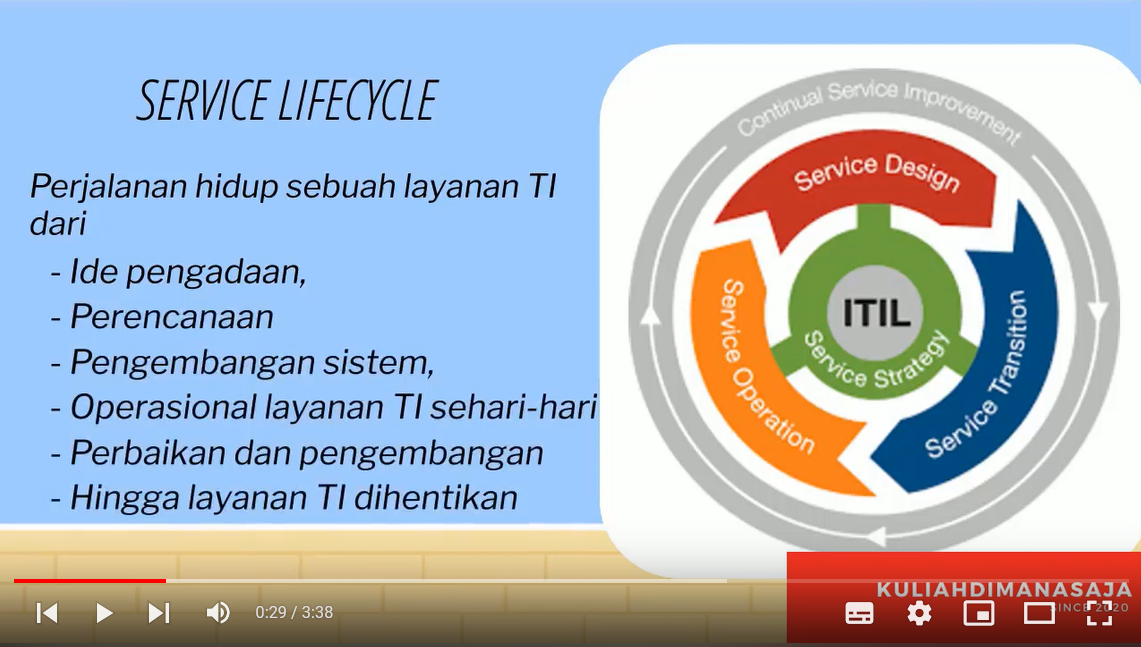 SERVICE LIFECYCLE
Perjalanan hidup sebuah layanan TI
dari
- Ide pengadaan,
- Perencanaan
- Pengembangan sistem,
- Operasional layanan TI sehari-hari
- Perbaikan dan pengembangan
- Hingga layanan TI dihentikan
Continual Service Improvement
Service Design
Service Transition
Service Operation
Service Strategy
ITIL
KULIAHDIMANASAJA
SINCE 2020
0:29 / 3:38